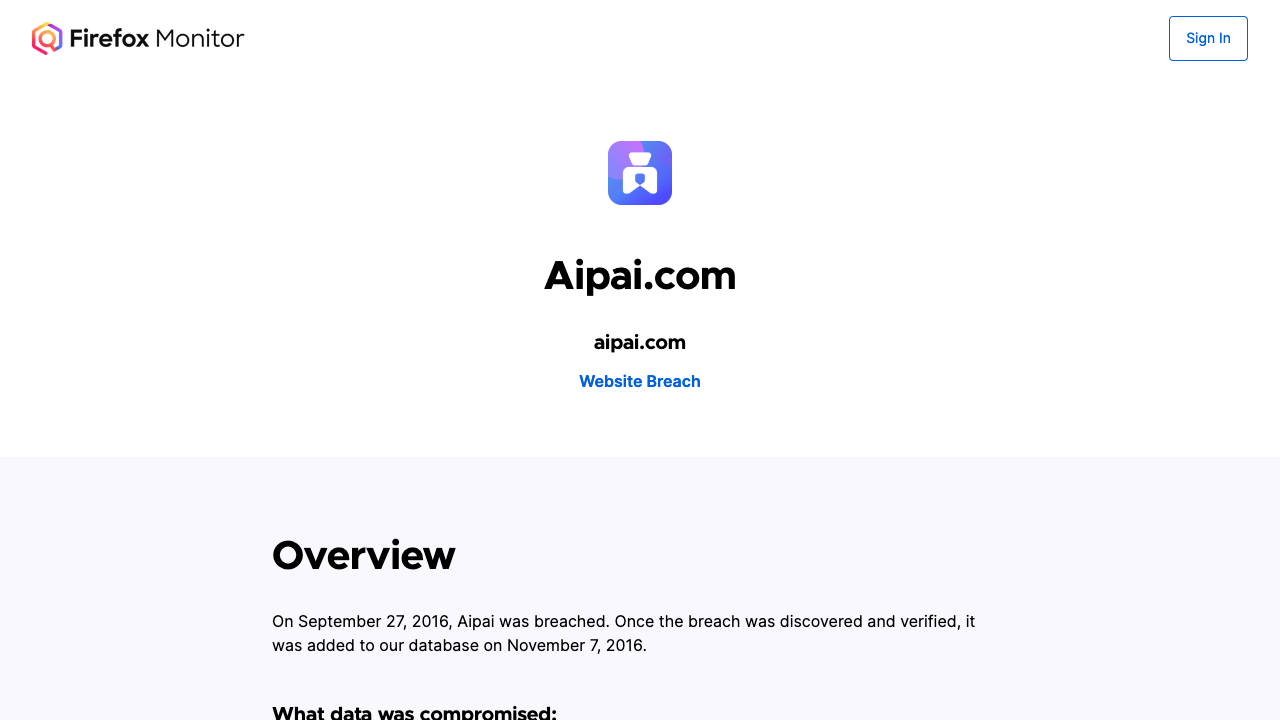 Firefox Monitor
Sign In
Aipai.com
aipai.com
Website Breach
Overview
On September 27, 2016, Aipai was breached. Once the breach was discovered and verified, it
was added to our database on November 7, 2016.
What data was compromised: